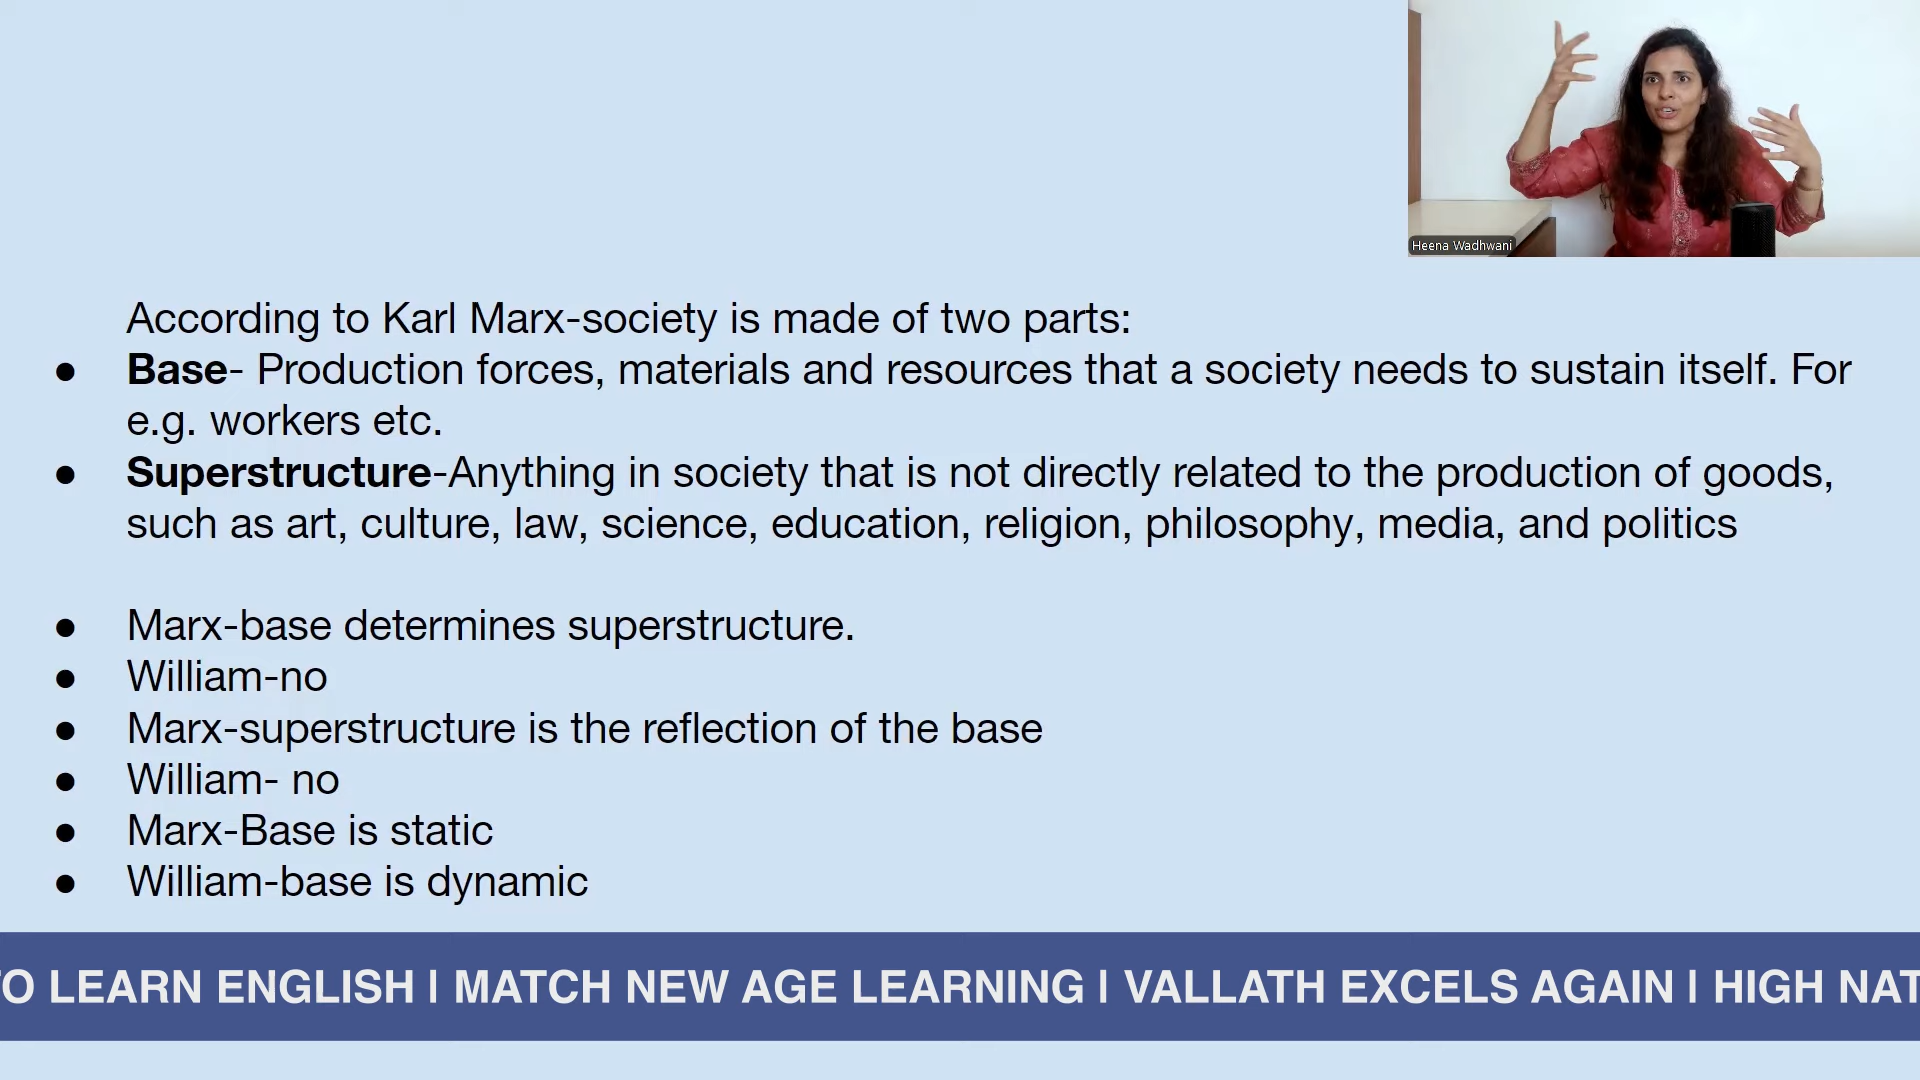 Heena Wadhwani
According to Karl Marx-society is made of two parts:
● Base- Production forces, materials and resources that a society needs to sustain itself. For
e.g. workers etc.
● Superstructure-Anything in society that is not directly related to the production of goods,
such as art, culture, law, science, education, religion, philosophy, media, and politics
● Marx-base determines superstructure.
● William-no
● Marx-superstructure is the reflection of the base
● William- no
● Marx-Base is static
● William-base is dynamic
TO LEARN ENGLISH | MATCH NEW AGE LEARNING | VALLATH EXCELS AGAIN | HIGH NAT